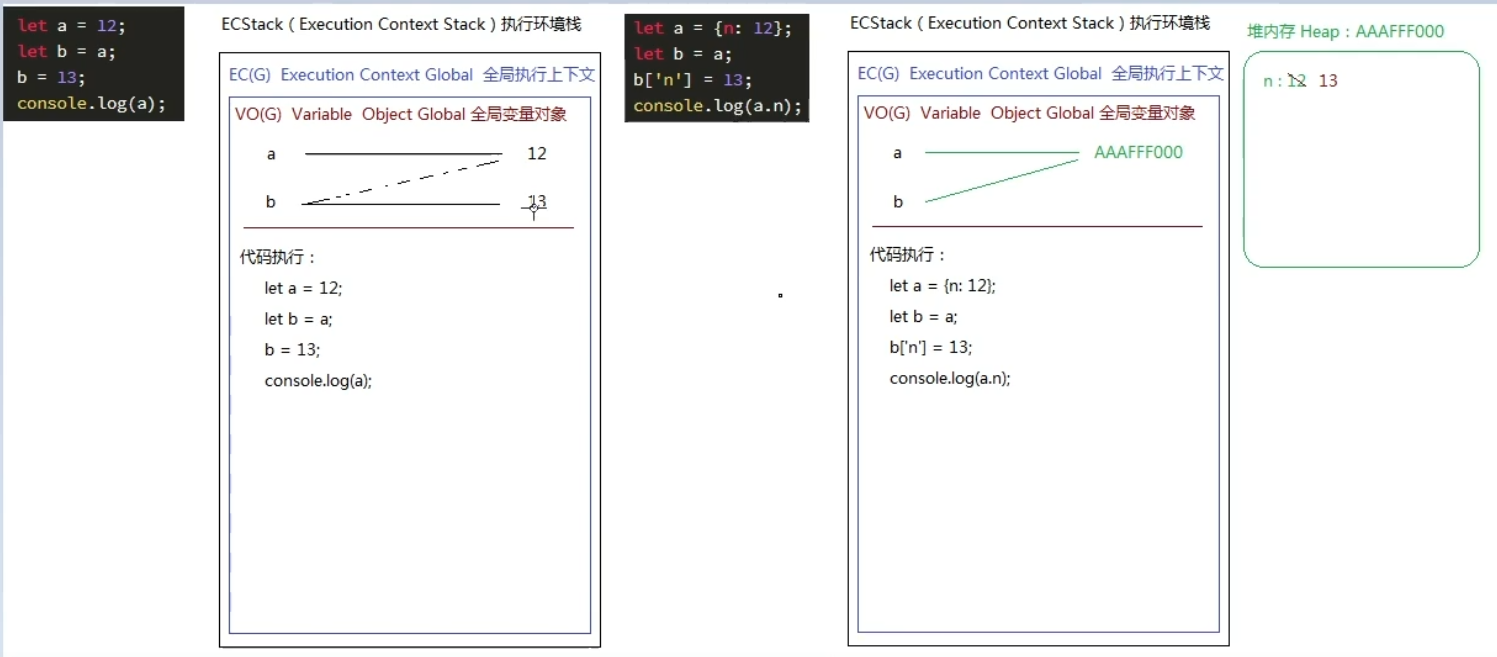 let a = 12;
let b = a;
b = 13;
console.log(a);
ECStack ( Execution Context Stack ) 执行环境栈
EC(G) Execution Context Global 全局执行上下文
VO(G) Variable Object Global 全局变量对象
a 12
b 13
代码执行：
let a = 12;
let b = a;
b = 13;
console.log(a);
let a = {n: 12};
let b = a;
b['n'] = 13;
console.log(a.n);
ECStack ( Execution Context Stack ) 执行环境栈
EC(G) Execution Context Global 全局执行上下文
VO(G) Variable Object Global 全局变量对象
a AAAFFF000
b
代码执行：
let a = {n: 12};
let b = a;
b['n'] = 13;
console.log(a.n);
堆内存 Heap：AAAFFF000
n : 12 13